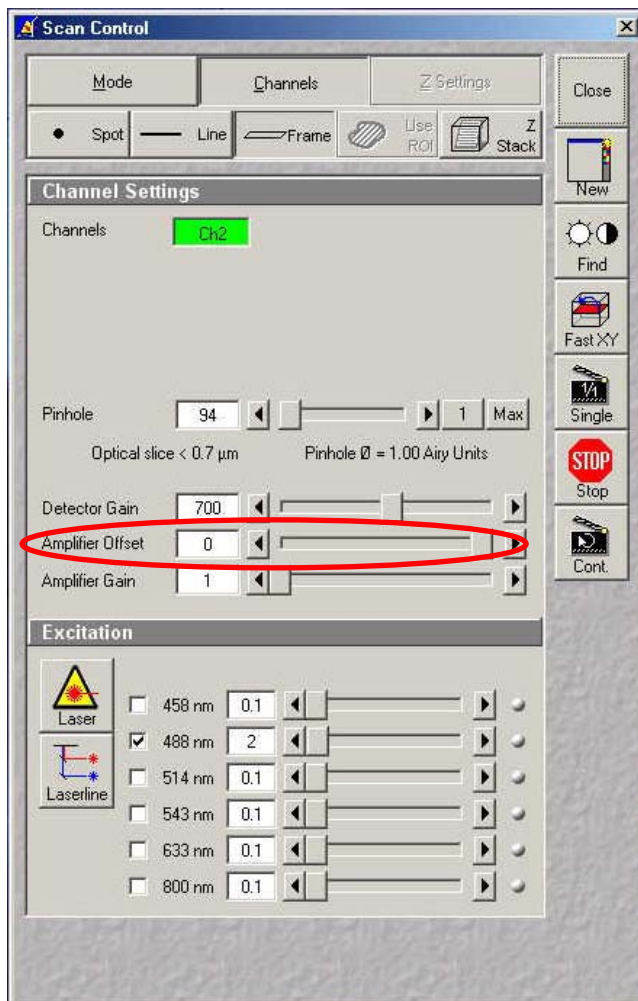 Scan Control
Mode
Channels
Z Settings
Close
Spot
Line
Frame
Use ROI
Z Stack
New
Channel Settings
Channels
Ch2
Find
Fast XY
Pinhole 94 1 Max
1/1
Single
Optical slice < 0.7 µm Pinhole Ø = 1.00 Airy Units
STOP
Stop
Detector Gain 700
Amplifier Offset 0
Amplifier Gain 1
Cont.
Excitation
Laser
458 nm 0.1
488 nm 2
Laserline
514 nm 0.1
543 nm 0.1
633 nm 0.1
800 nm 0.1